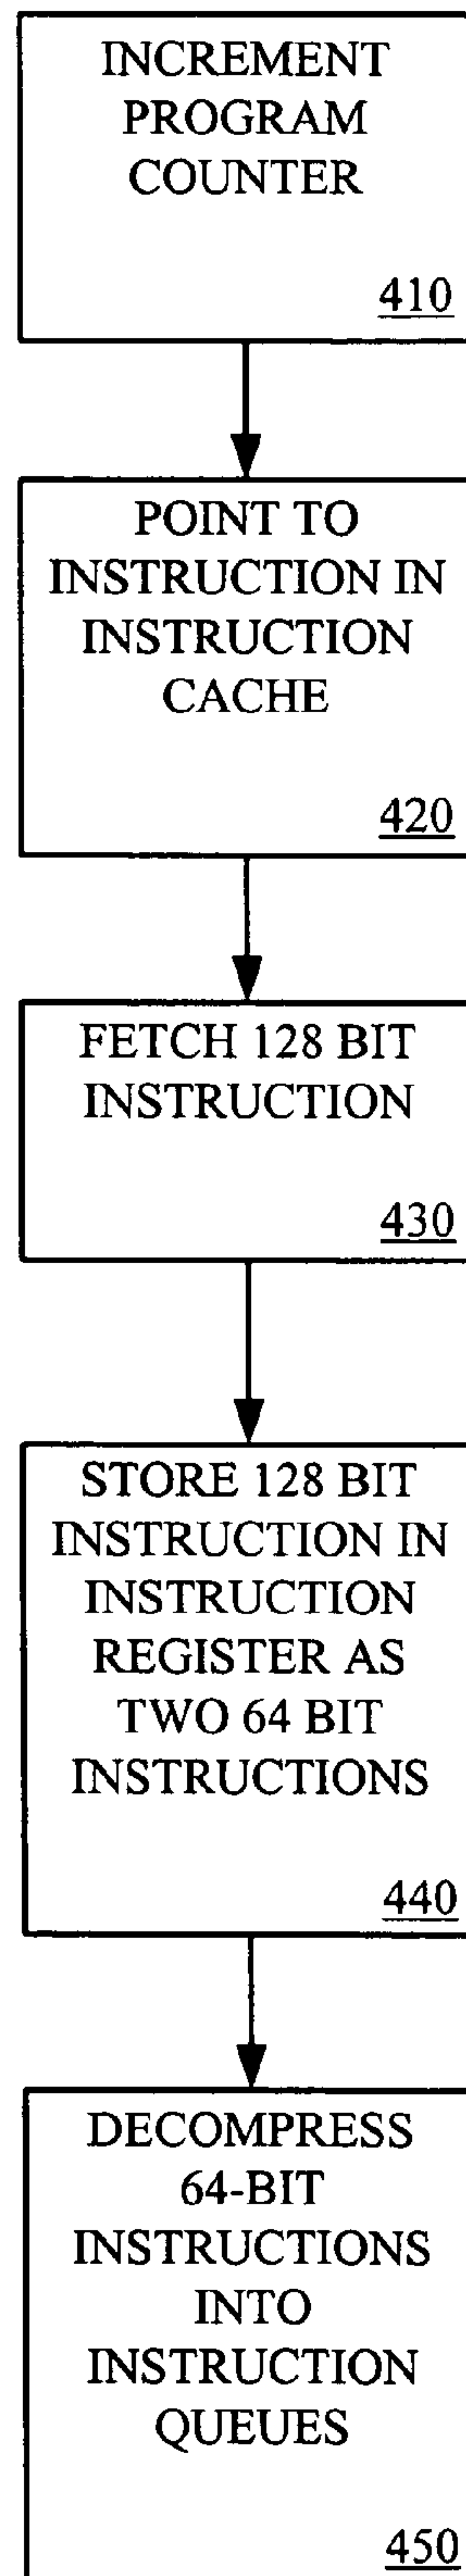 INCREMENT
PROGRAM
COUNTER
410
POINT TO
INSTRUCTION IN
INSTRUCTION
CACHE
420
FETCH 128 BIT
INSTRUCTION
430
STORE 128 BIT
INSTRUCTION IN
INSTRUCTION
REGISTER AS
TWO 64 BIT
INSTRUCTIONS
440
DECOMPRESS
64-BIT
INSTRUCTIONS
INTO
INSTRUCTION
QUEUES
450